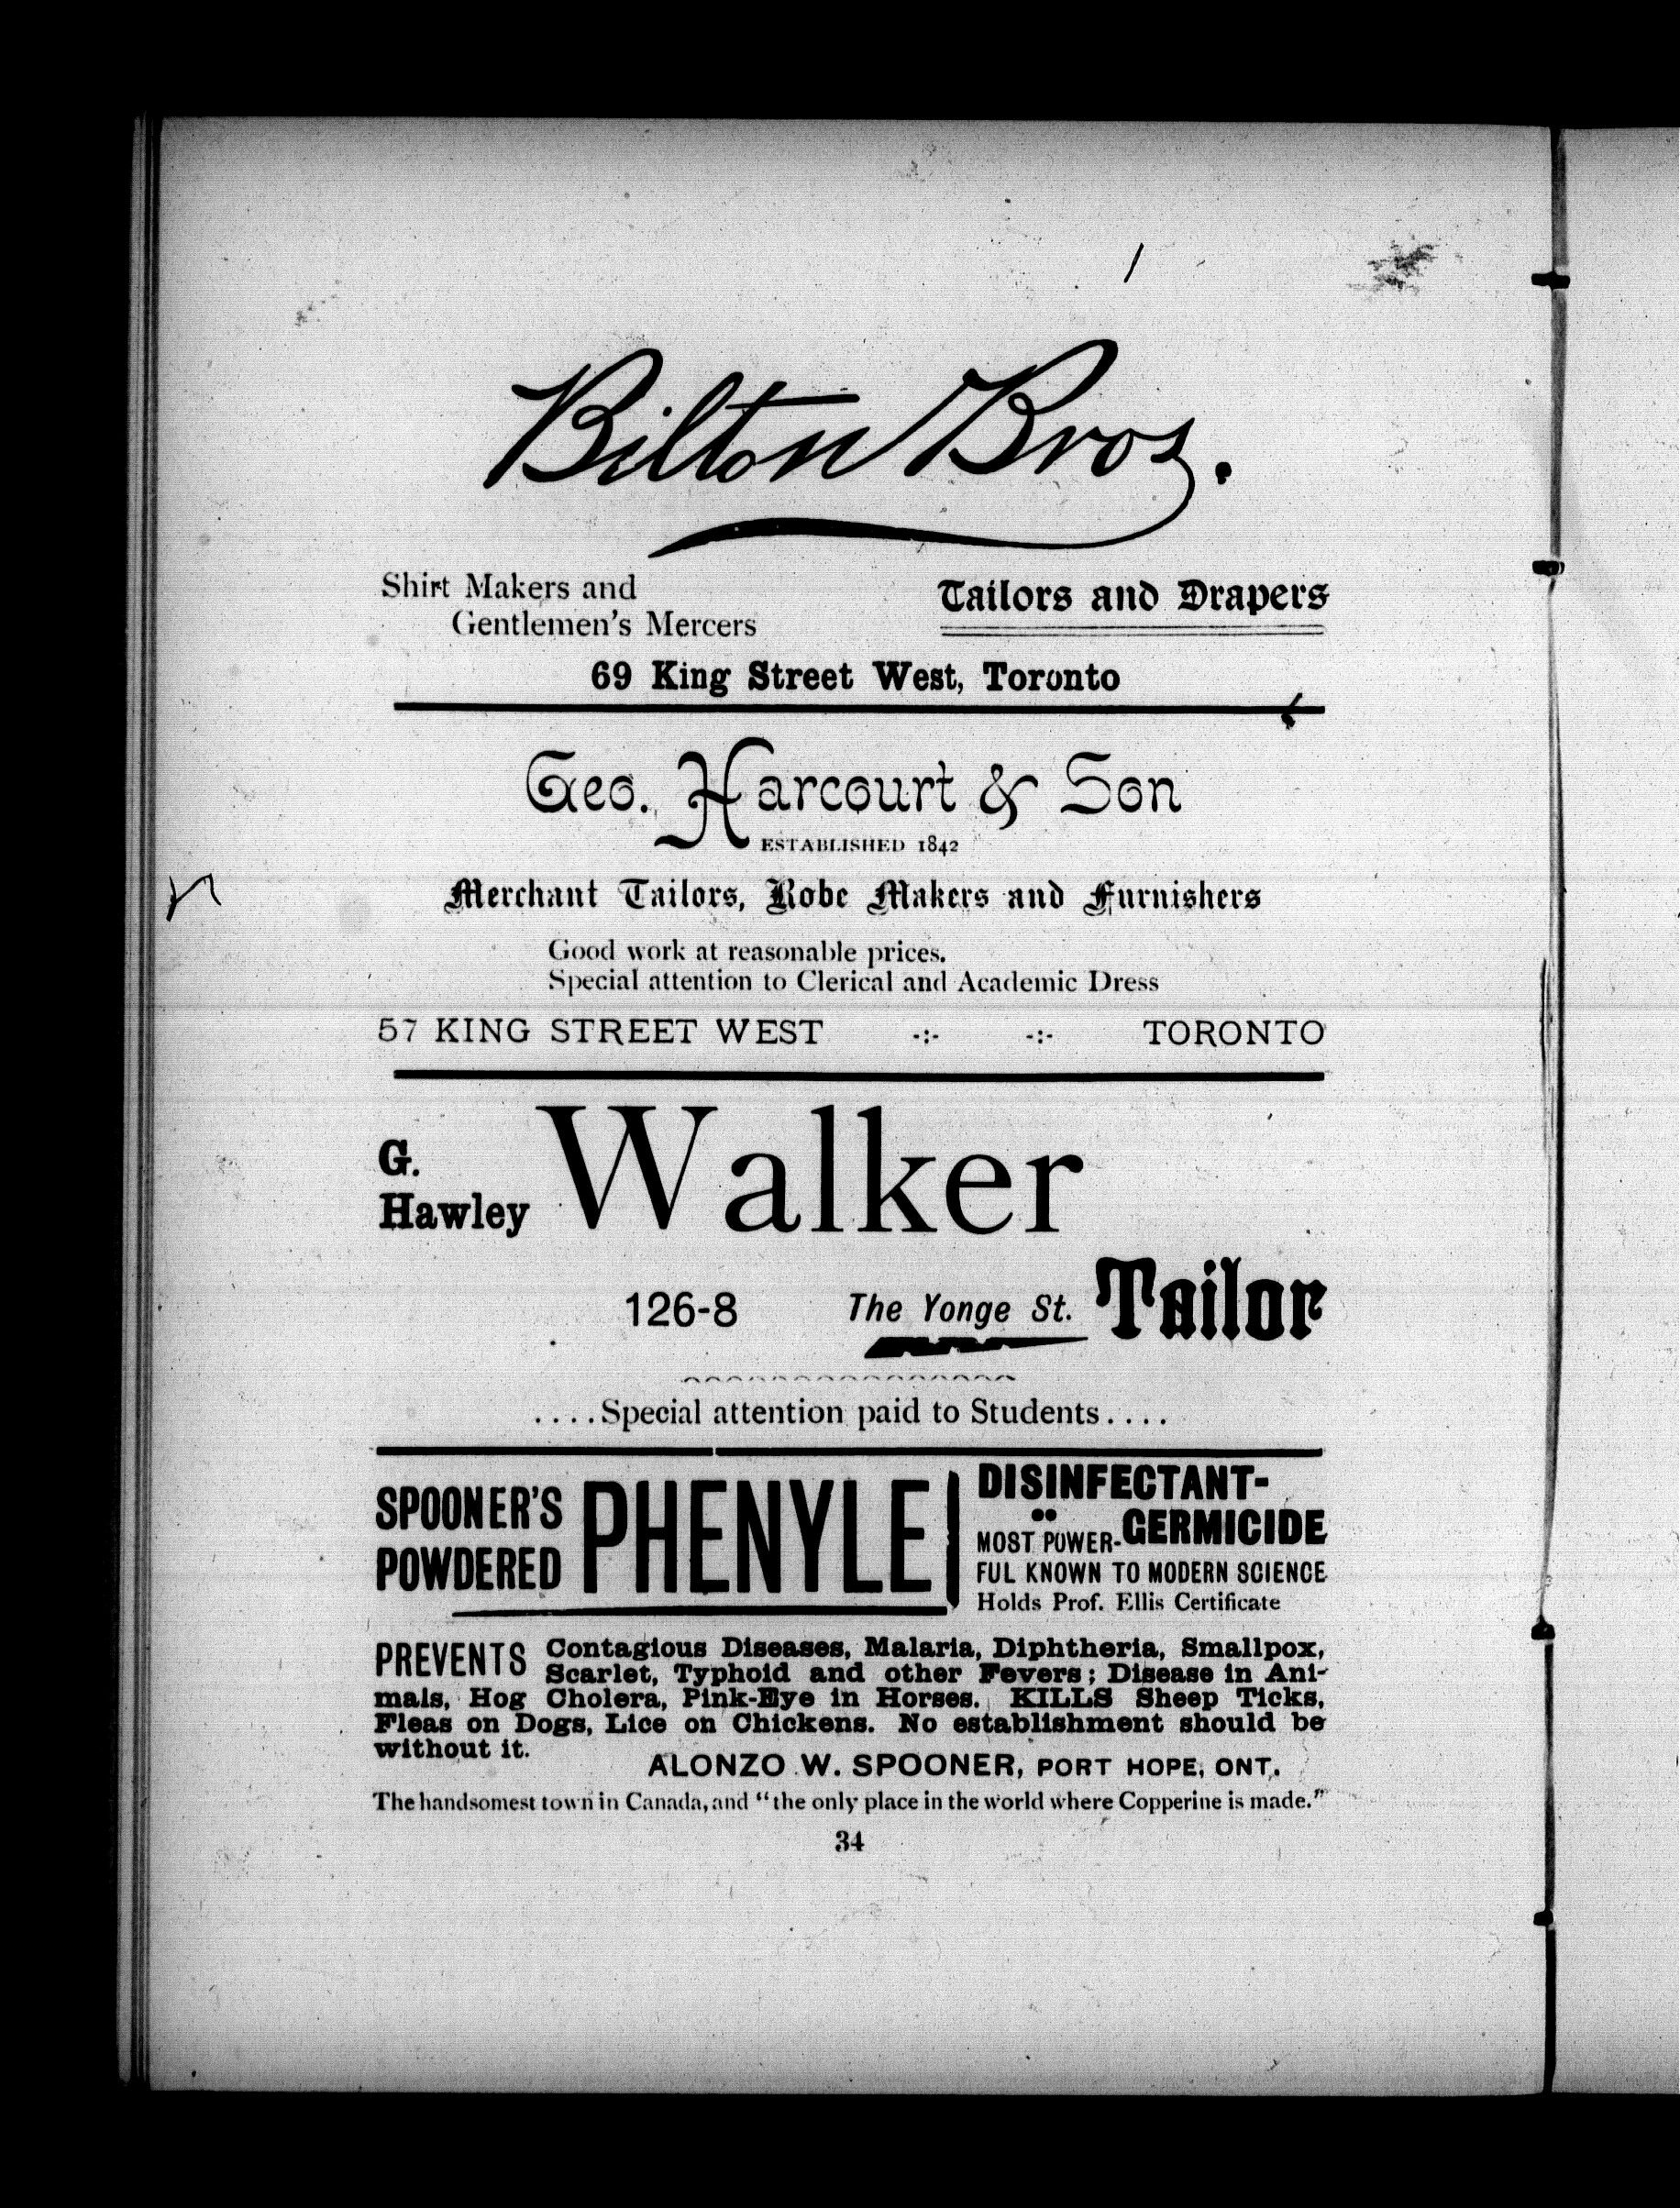 Bilton Bros.
Shirt Makers and
Gentlemen's Mercers
Tailors and Drapers
69 King Street West, Toronto
Geo. Harcourt & Son
ESTABLISHED 1842
Merchant Tailors, Robe Makers and Furnishers
Good work at reasonable prices.
Special attention to Clerical and Academic Dress
57 KING STREET WEST -:- -:- TORONTO
G.
Hawley Walker
126-8 The Yonge St. Tailor
....Special attention paid to Students....
SPOONER'S
POWDERED
PHENYLE
DISINFECTANT-
GERMICIDE
MOST POWER-
FUL KNOWN TO MODERN SCIENCE
Holds Prof. Ellis Certificate
PREVENTS Contagious Diseases, Malaria, Diphtheria, Smallpox,
Scarlet, Typhoid and other Fevers; Disease in Ani-
mals, Hog Cholera, Pink-Eye in Horses. KILLS Sheep Ticks,
Fleas on Dogs, Lice on Chickens. No establishment should be
without it.
ALONZO W. SPOONER, PORT HOPE, ONT.
The handsomest town in Canada, and "the only place in the world where Copperine is made."
34